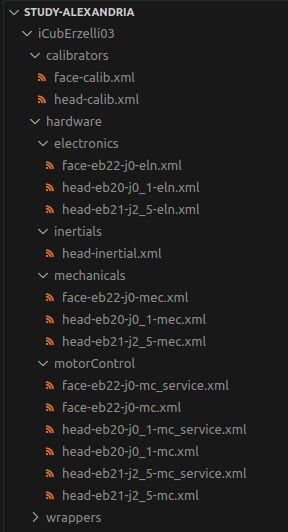 STUDY-ALEXANDRIA
iCubErzelli03
calibrators
face-calib.xml
head-calib.xml
hardware
electronics
face-eb22-j0-eln.xml
head-eb20-j0_1-eln.xml
head-eb21-j2_5-eln.xml
inertials
head-inertial.xml
mechanicals
face-eb22-j0-mec.xml
head-eb20-j0_1-mec.xml
head-eb21-j2_5-mec.xml
motorControl
face-eb22-j0-mc_service.xml
face-eb22-j0-mc.xml
head-eb20-j0_1-mc_service.xml
head-eb20-j0_1-mc.xml
head-eb21-j2_5-mc_service.xml
head-eb21-j2_5-mc.xml
wrappers